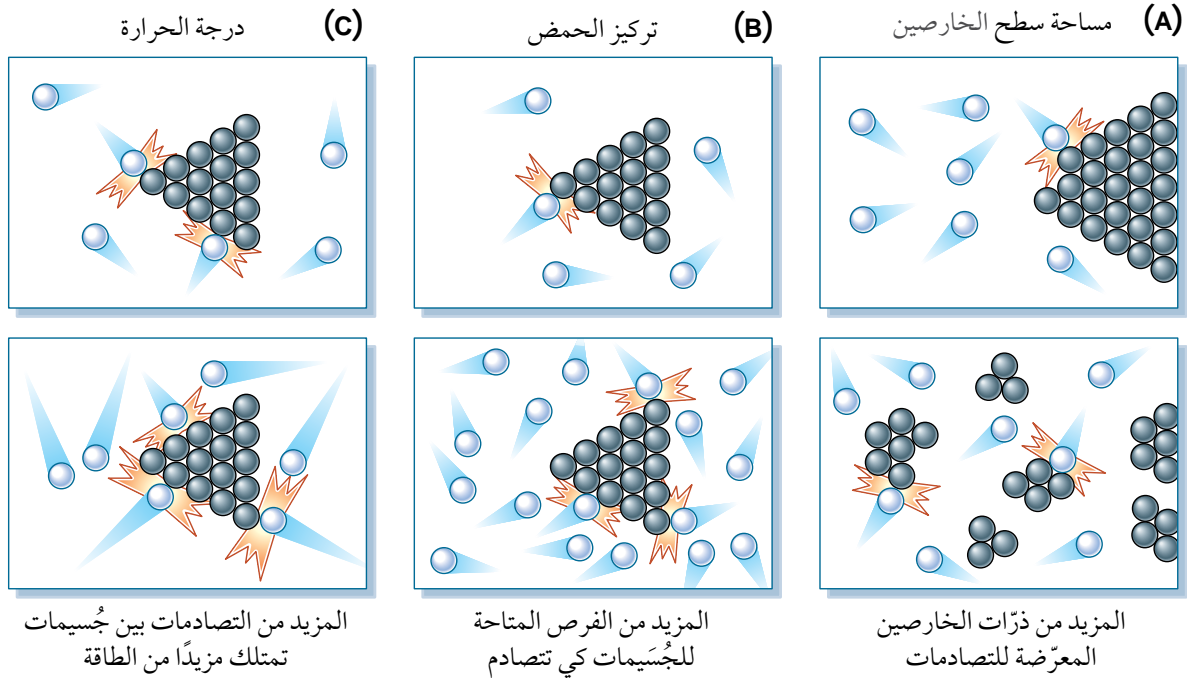 (A)
مساحة سطح الخارصين
(B)
تركيز الحمض
(C)
درجة الحرارة
المزيد من ذرّات الخارصين
المعرّضة للتصادمات
المزيد من الفرص المتاحة
للجُسَيمات كي تتصادم
المزيد من التصادمات بين جُسيمات
تمتلك مزيدًا من الطاقة